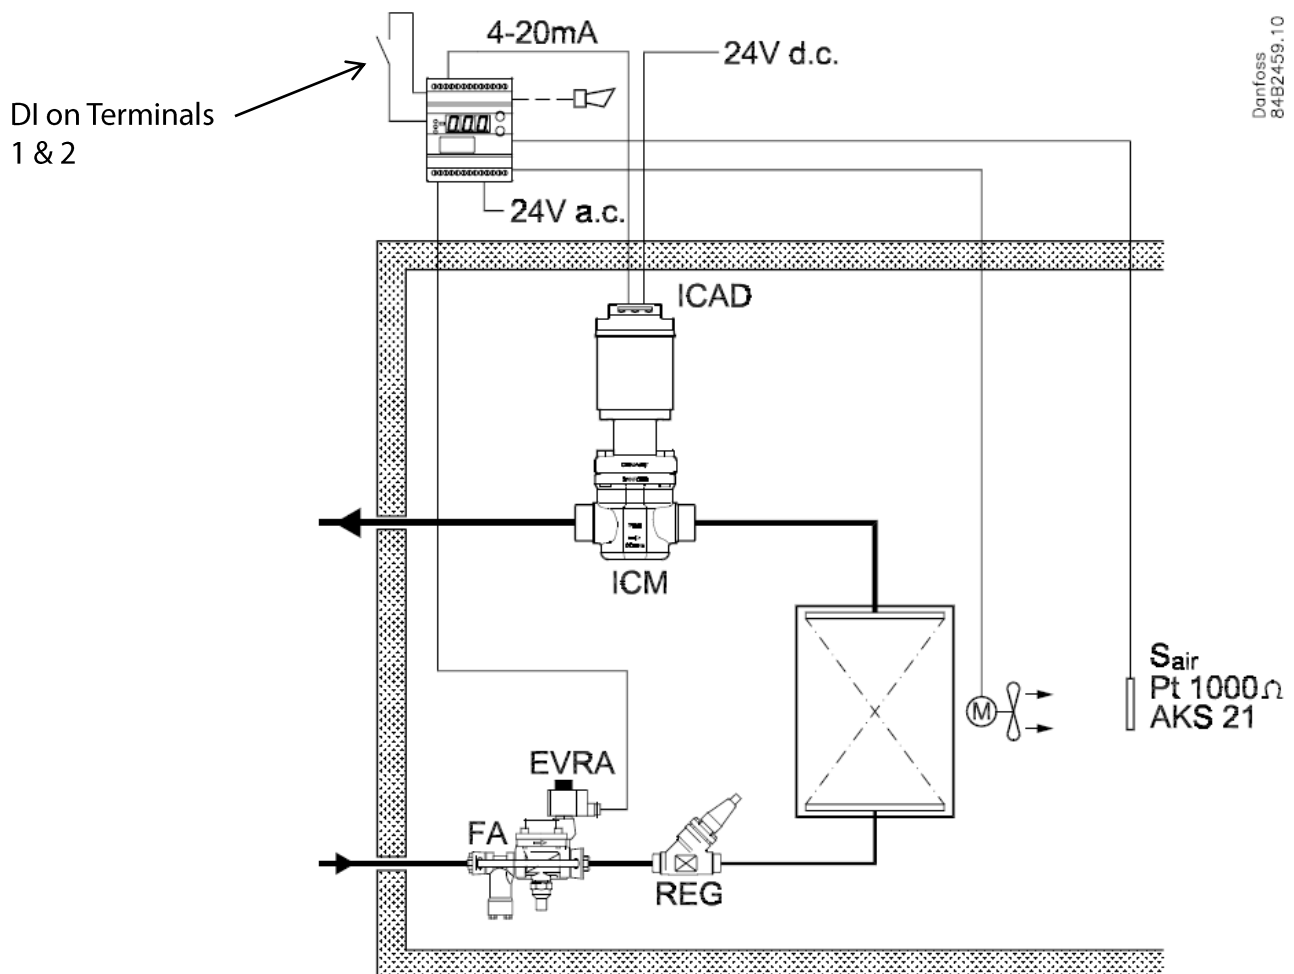 4-20mA
24V d.c.
Danfoss
84B2459.10
DI on Terminals
1 & 2
000
24V a.c.
ICAD
ICM
Sair
Pt 1000Ω
AKS 21
M
EVRA
FA
REG